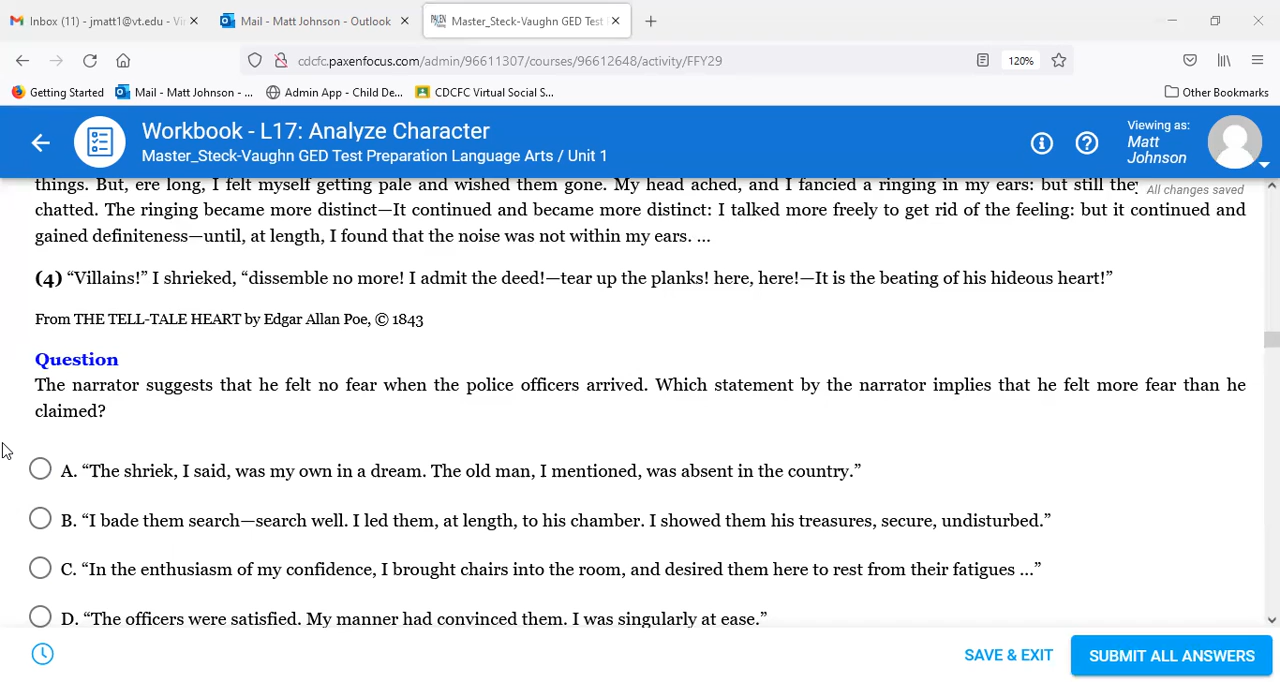 Inbox (11) - jmatt1@vt.edu - Vi
Mail - Matt Johnson - Outlook
Master_Steck-Vaughn GED Test
cdcfc.paxenfocus.com/admin/96611307/courses/96612648/activity/FFY29
120%
Getting Started
Mail - Matt Johnson - ...
Admin App - Child De...
CDCFC Virtual Social S...
Other Bookmarks
Workbook - L17: Analyze Character
Master_Steck-Vaughn GED Test Preparation Language Arts / Unit 1
Viewing as:
Matt
Johnson
All changes saved
things. But, ere long, I felt myself getting pale and wished them gone. My head ached, and I fancied a ringing in my ears: but still they
chatted. The ringing became more distinct—It continued and became more distinct: I talked more freely to get rid of the feeling: but it continued and
gained definiteness—until, at length, I found that the noise was not within my ears. ...
(4) “Villains!” I shrieked, “dissemble no more! I admit the deed!—tear up the planks! here, here!—It is the beating of his hideous heart!”
From THE TELL-TALE HEART by Edgar Allan Poe, © 1843
Question
The narrator suggests that he felt no fear when the police officers arrived. Which statement by the narrator implies that he felt more fear than he
claimed?
A. “The shriek, I said, was my own in a dream. The old man, I mentioned, was absent in the country.”
B. “I bade them search—search well. I led them, at length, to his chamber. I showed them his treasures, secure, undisturbed.”
C. “In the enthusiasm of my confidence, I brought chairs into the room, and desired them here to rest from their fatigues ...”
D. “The officers were satisfied. My manner had convinced them. I was singularly at ease.”
SAVE & EXIT
SUBMIT ALL ANSWERS